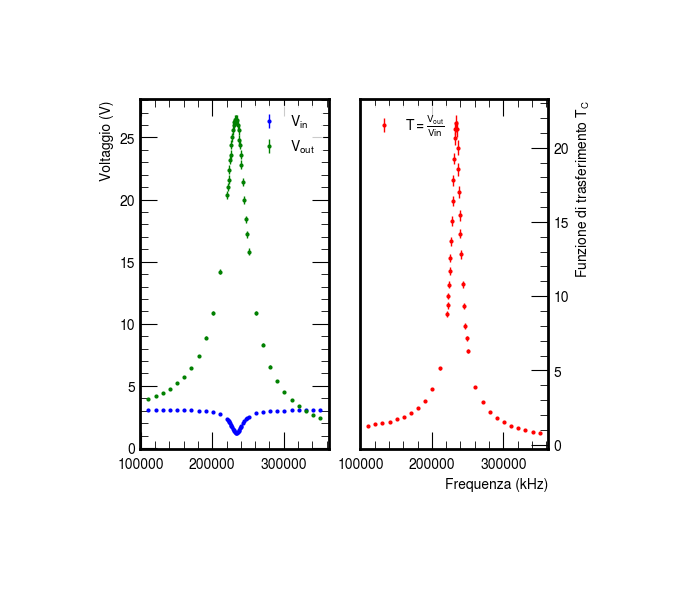 Voltaggio (V)
25
20
15
10
5
0
100000 200000 300000
V_in
V_out
T = V_out/Vin
Funzione di trasferimento T_C
20
15
10
5
0
100000 200000 300000
Frequenza (kHz)